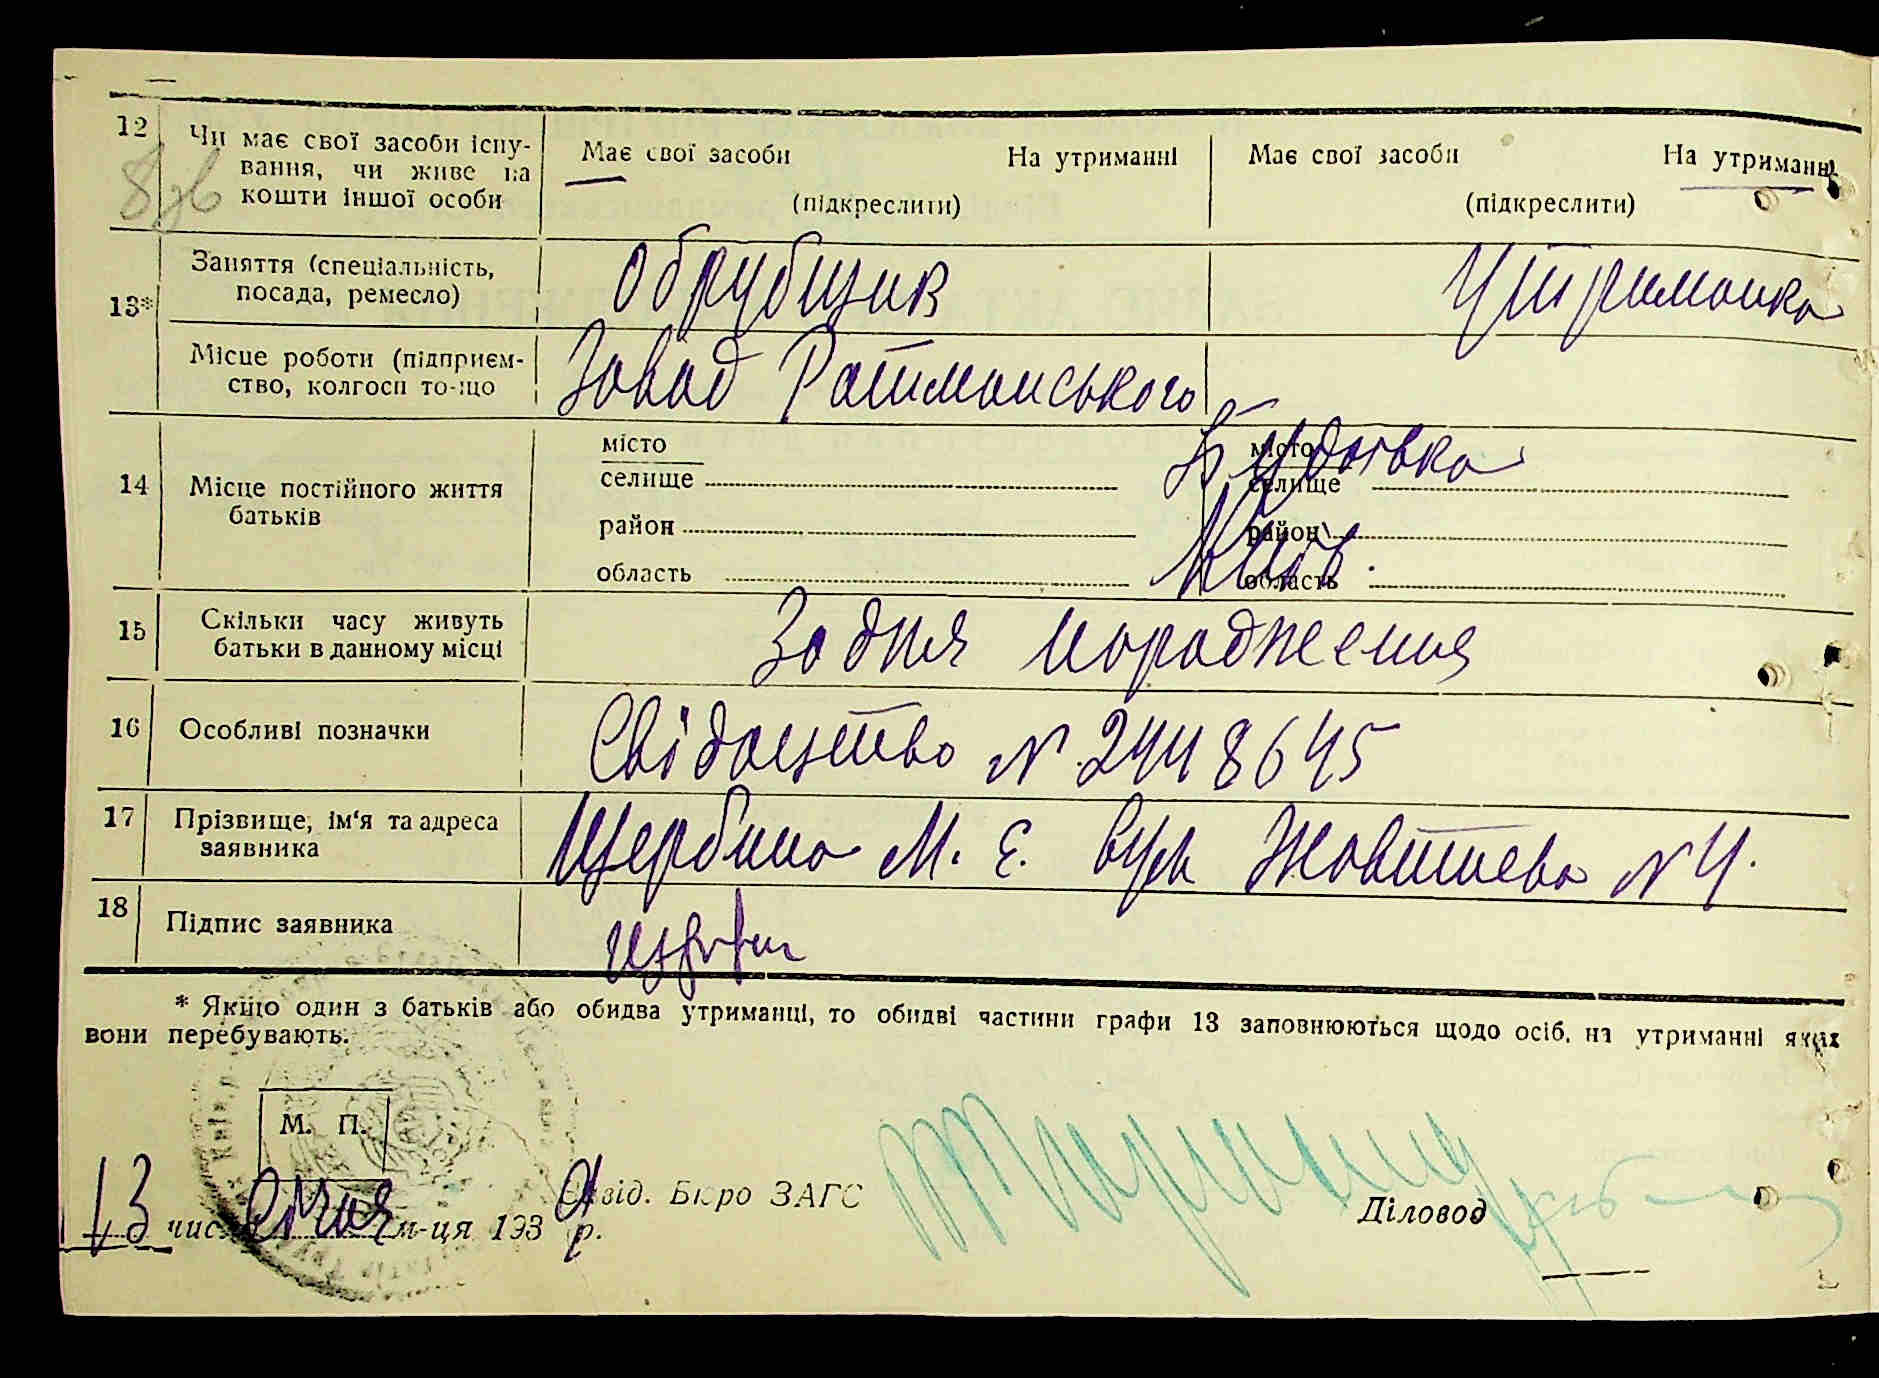 12 Чи має свої засоби існу-
вання, чи живе на
кошти іншої особи
Має свої засоби На утриманні
(підкреслити)
Має свої засоби На утриманні
(підкреслити)
13* Заняття (спеціальність,
посада, ремесло)
Обрубщик
Утриманка
Місце роботи (підприєм-
ство, колгосп то-що
Завод Ратманського
14 Місце постійного життя
батьків
місто
селище
район
область
місто
селище
район
область
Будаївка
Київ.
15 Скільки часу живуть
батьки в данному місці
З дня народження
16 Особливі позначки
Свідоцтво № 2448645
17 Прізвище, ім'я та адреса
заявника
Щербина М. Є. вул Жовтнева № 4.
18 Підпис заявника
* Якщо один з батьків або обидва утриманці, то обидві частини графи 13 заповнюються щодо осіб, на утриманні яких
вони перебувають.
М. П.
Зав­ід. Бюро ЗАГС
Діловод
13 числа м-ця 193 р.